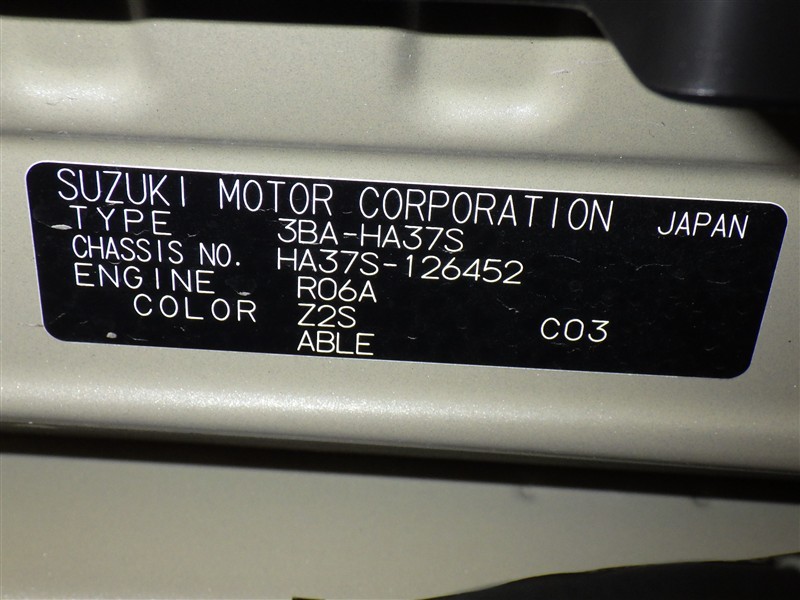 SUZUKI MOTOR CORPORATION JAPAN
TYPE 3BA-HA37S
CHASSIS NO. HA37S-126452
ENGINE R06A
COLOR Z2S C03
ABLE